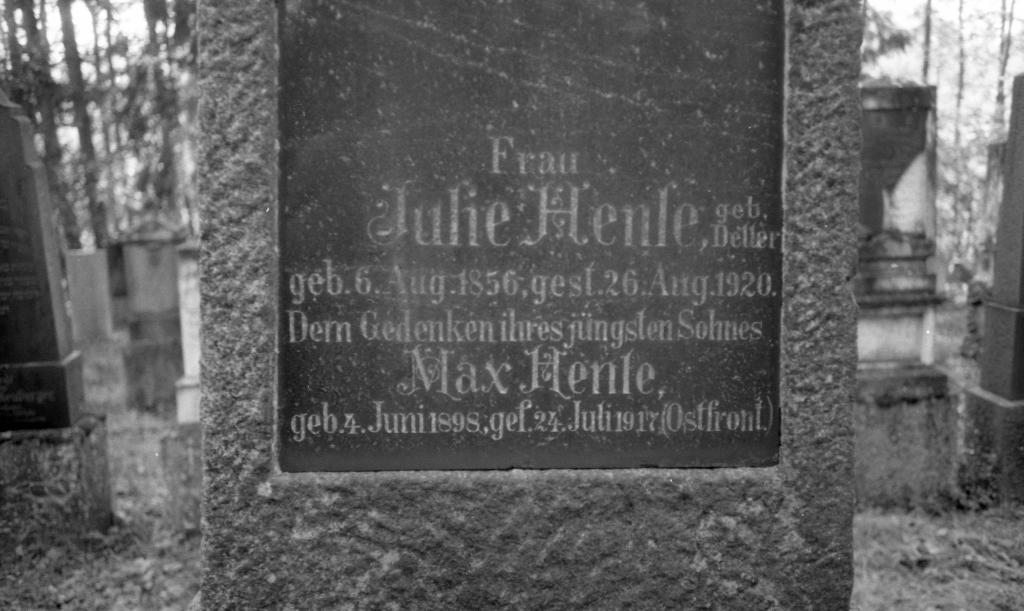 Frau
Julie Henle, geb.
Detter
geb. 6. Aug. 1856, gest. 26. Aug. 1920.
Dem Gedenken ihres jüngsten Sohnes
Max Henle,
geb. 4. Juni 1898, gef. 24. Juli 1917 (Ostfront)